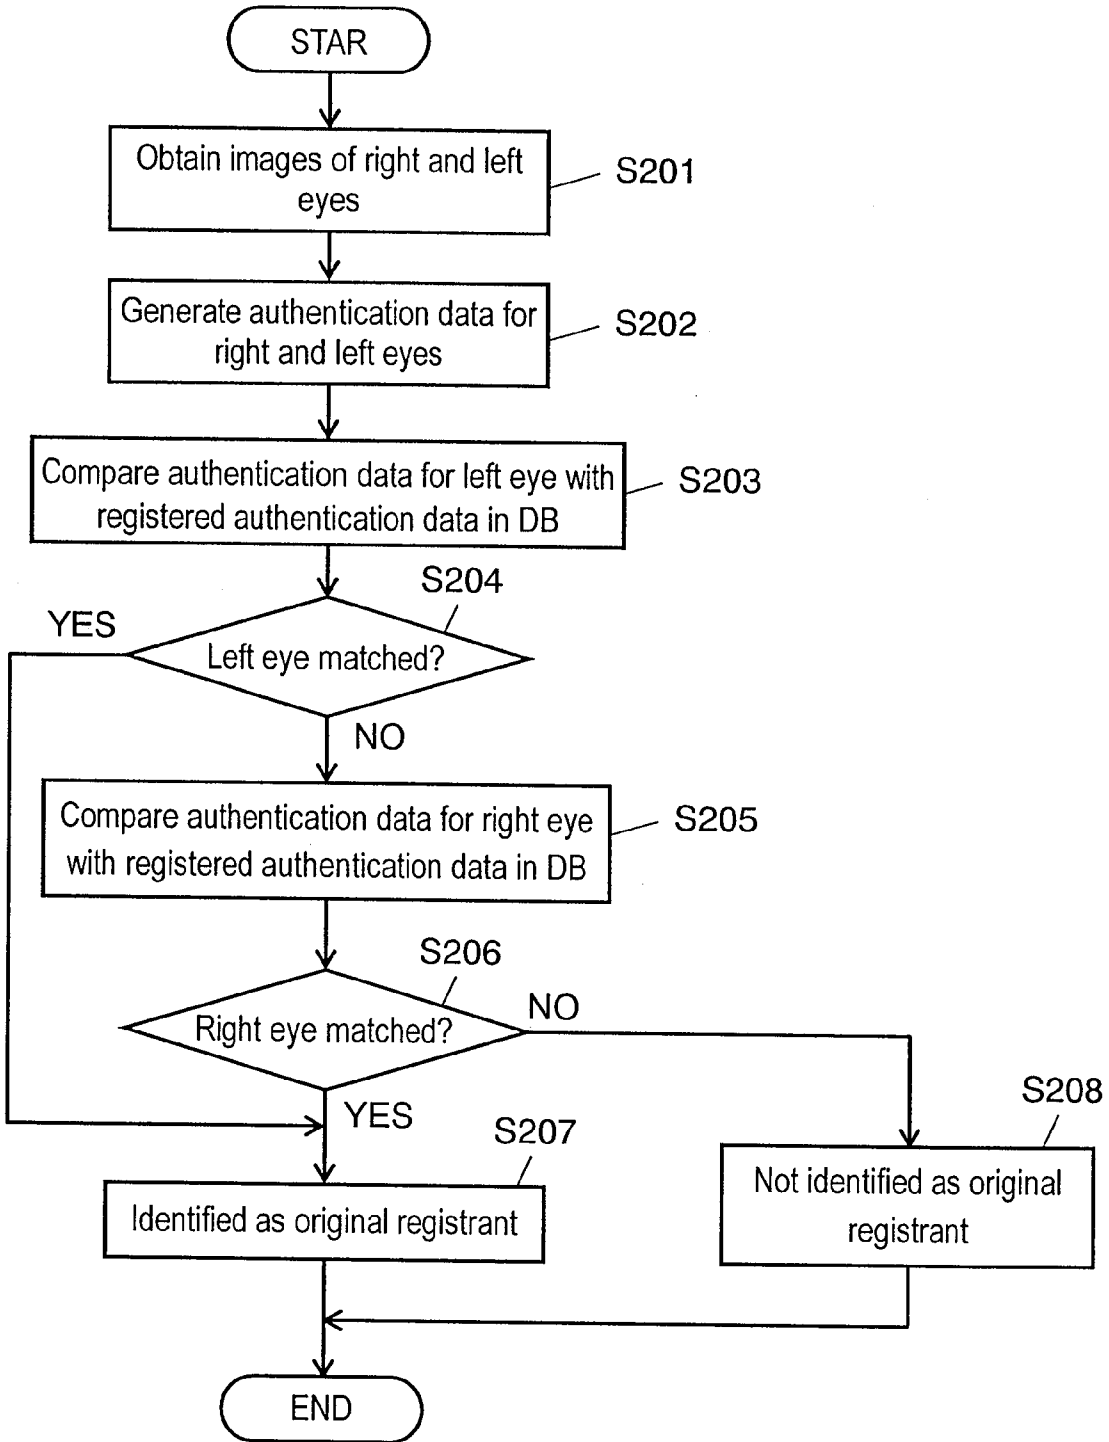 STAR
Obtain images of right and left
eyes
S201
Generate authentication data for
right and left eyes
S202
Compare authentication data for left eye with
registered authentication data in DB
S203
S204
YES
Left eye matched?
NO
Compare authentication data for right eye
with registered authentication data in DB
S205
S206
Right eye matched?
NO
YES
S207
Identified as original registrant
S208
Not identified as original
registrant
END